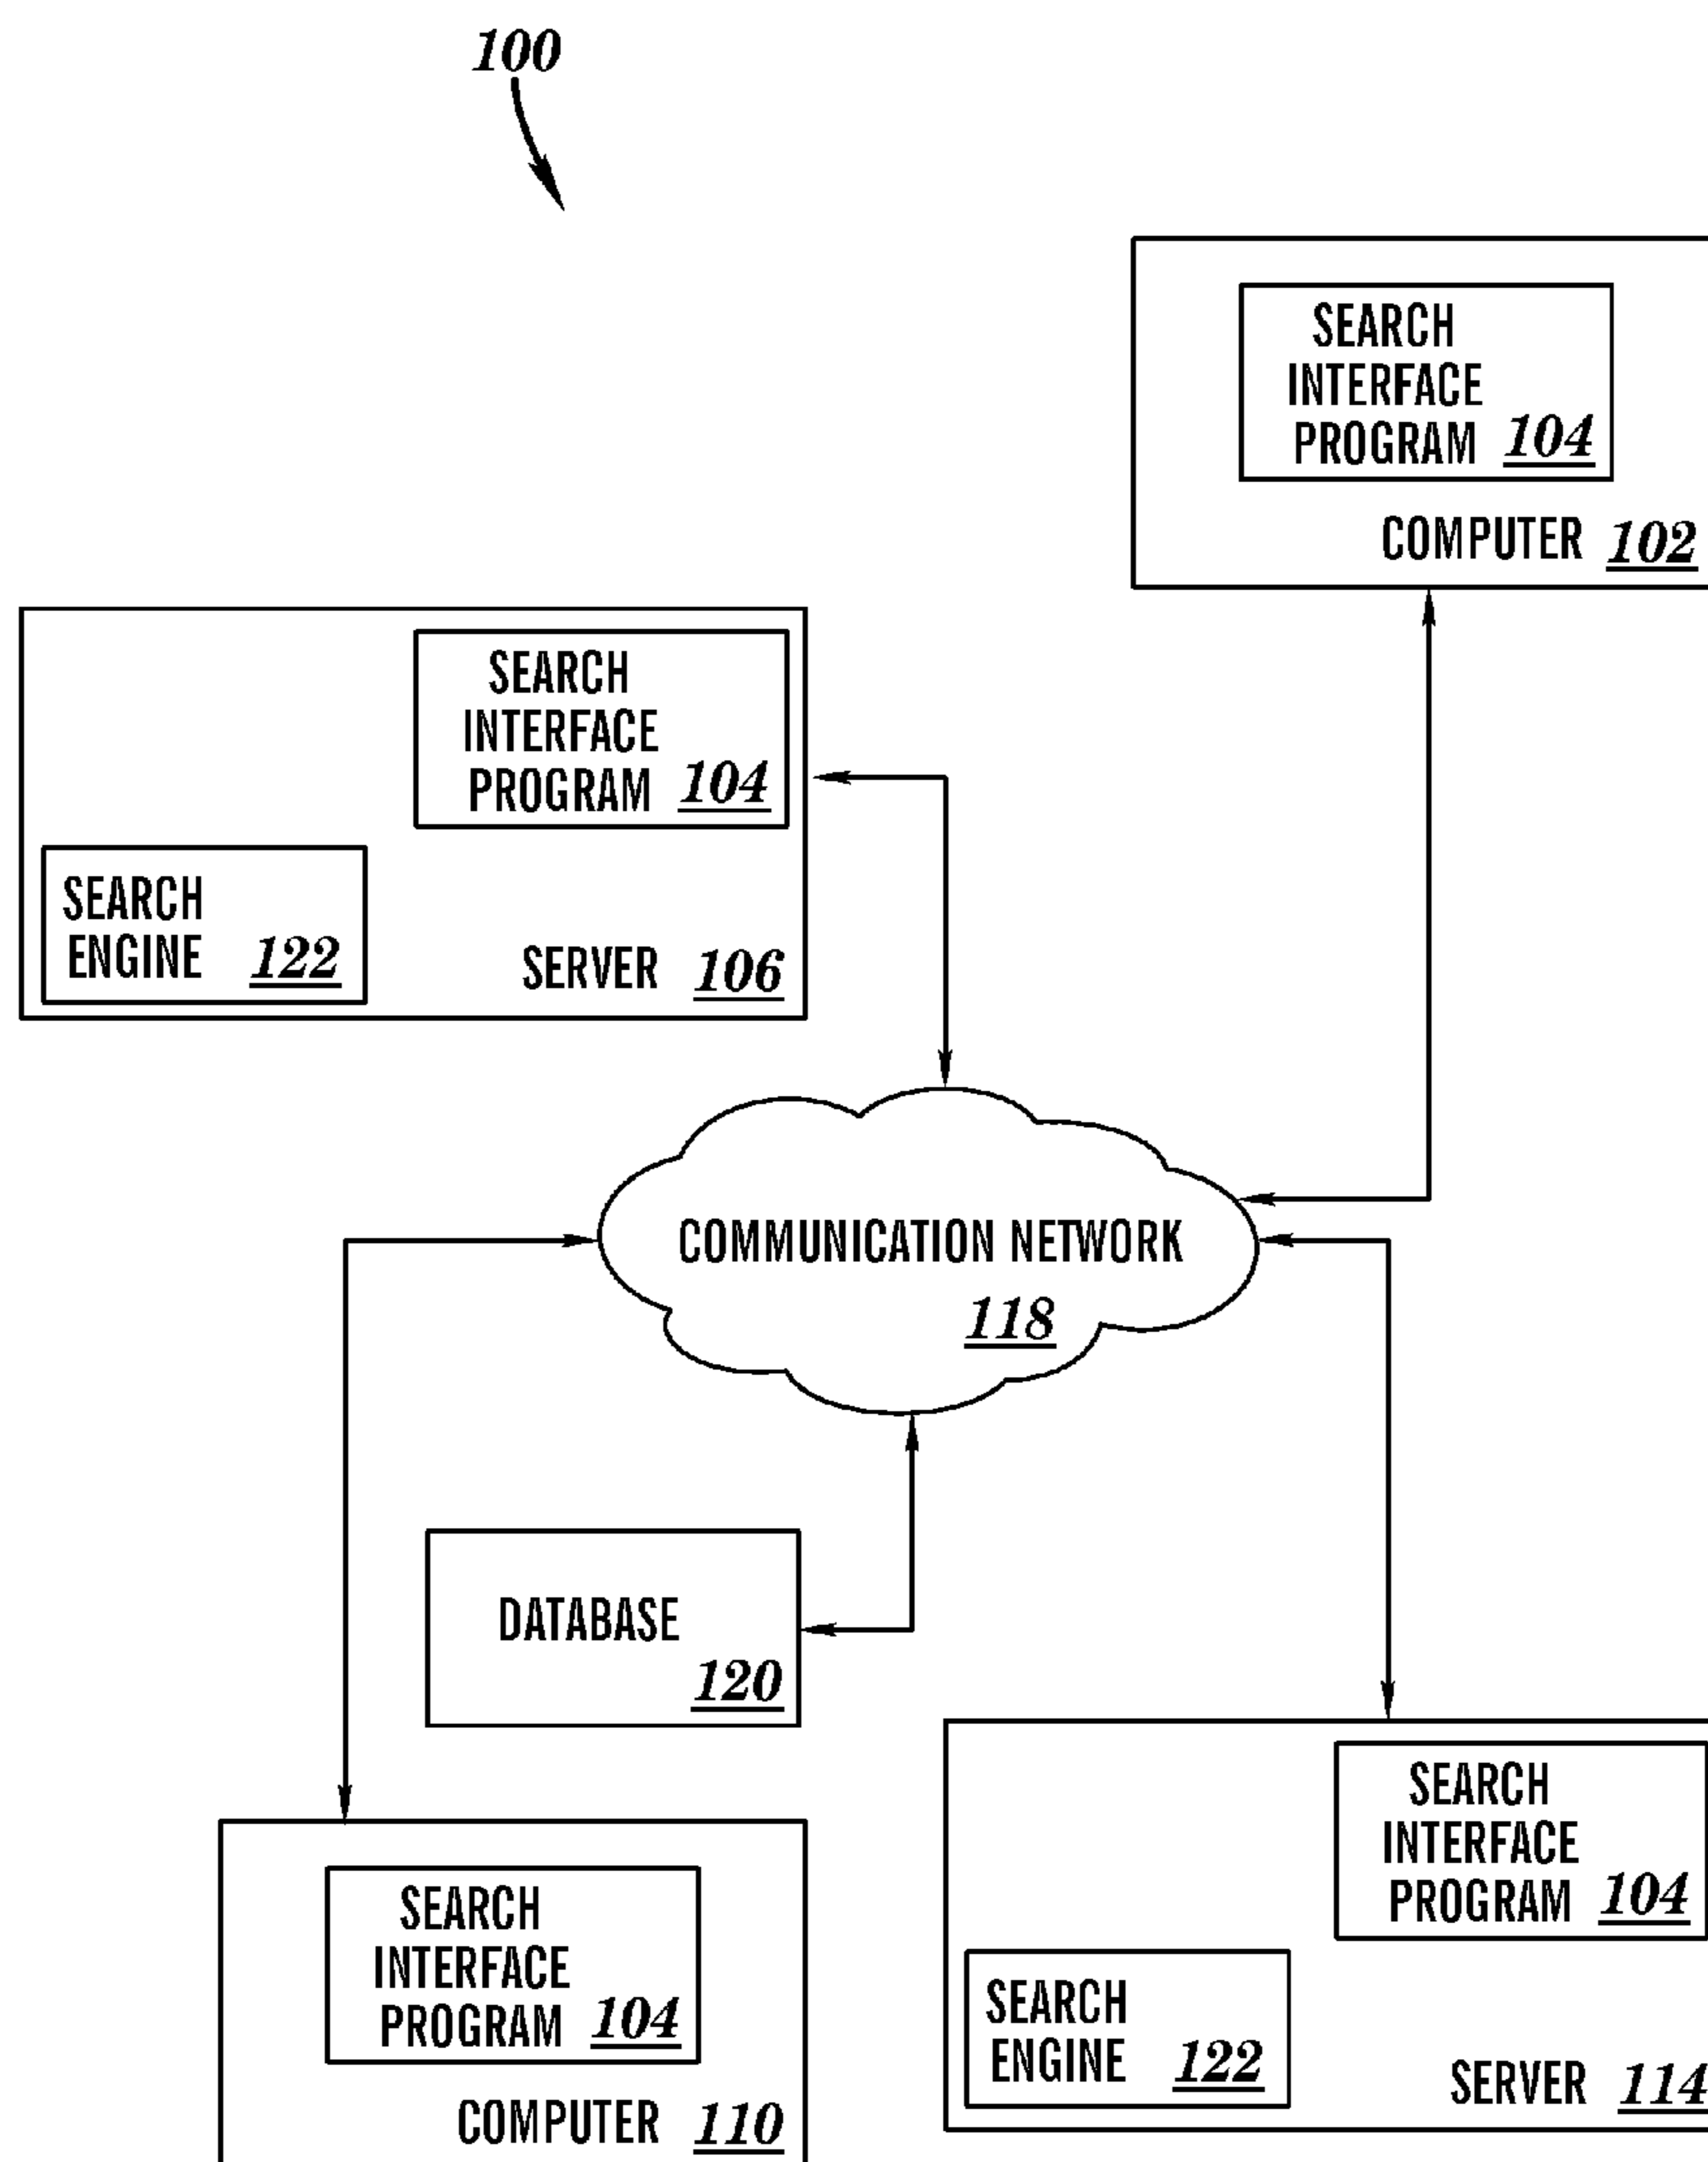 100
SEARCH
INTERFACE
PROGRAM 104
COMPUTER 102
SEARCH
INTERFACE
PROGRAM 104
SEARCH
ENGINE 122
SERVER 106
COMMUNICATION NETWORK
118
DATABASE
120
SEARCH
INTERFACE
PROGRAM 104
SEARCH
ENGINE 122
SERVER 114
SEARCH
INTERFACE
PROGRAM 104
COMPUTER 110